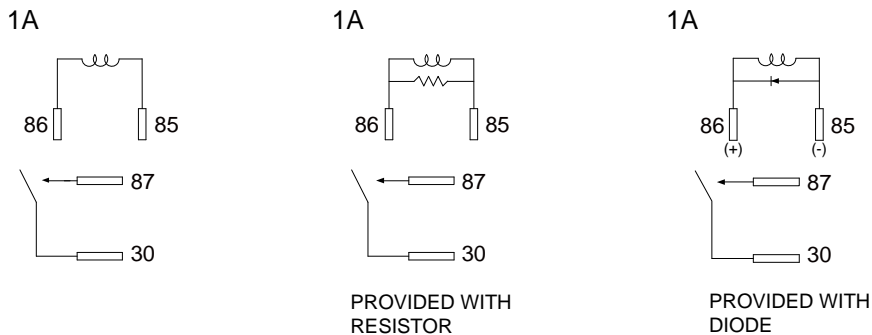 1A
86 85
87
30
1A
86 85
87
30
PROVIDED WITH
RESISTOR
1A
86 85
(+) (-)
87
30
PROVIDED WITH
DIODE